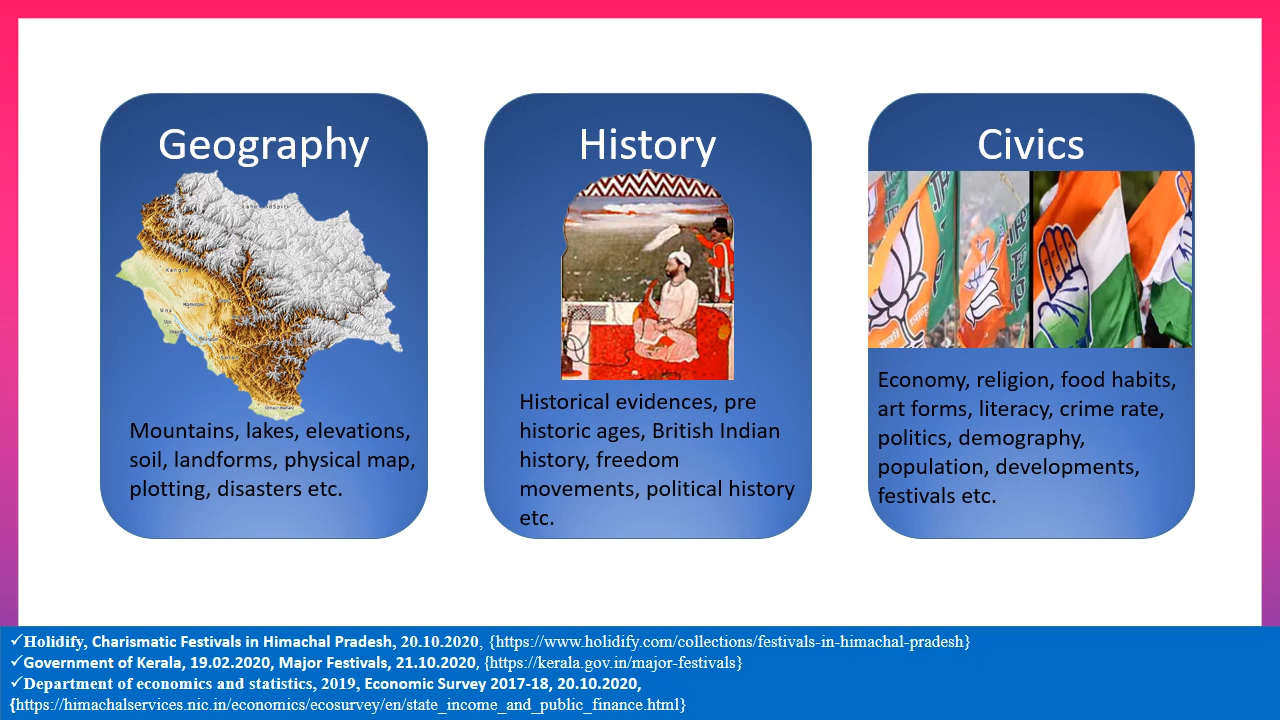 Geography
History
Civics
Kangra
Hamirpur
Una
Mountains, lakes, elevations,
soil, landforms, physical map,
plotting, disasters etc.
Historical evidences, pre
historic ages, British Indian
history, freedom
movements, political history
etc.
Economy, religion, food habits,
art forms, literacy, crime rate,
politics, demography,
population, developments,
festivals etc.
✓Holidify, Charismatic Festivals in Himachal Pradesh, 20.10.2020, {https://www.holidify.com/collections/festivals-in-himachal-pradesh}
✓Government of Kerala, 19.02.2020, Major Festivals, 21.10.2020, {https://kerala.gov.in/major-festivals}
✓Department of economics and statistics, 2019, Economic Survey 2017-18, 20.10.2020,
{https://himachalservices.nic.in/economics/ecosurvey/en/state_income_and_public_finance.html}